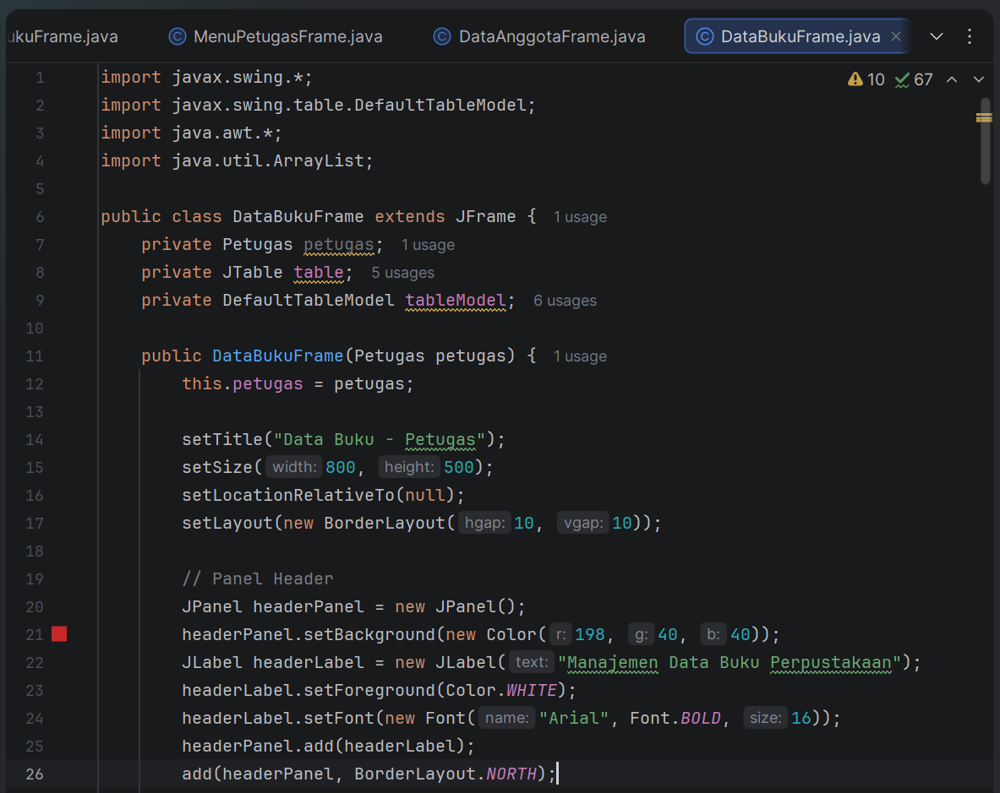 ukuFrame.java MenuPetugasFrame.java DataAnggotaFrame.java DataBukuFrame.java
10 67
1 import javax.swing.*;
2 import javax.swing.table.DefaultTableModel;
3 import java.awt.*;
4 import java.util.ArrayList;
5
6 public class DataBukuFrame extends JFrame { 1 usage
7     private Petugas petugas; 1 usage
8     private JTable table; 5 usages
9     private DefaultTableModel tableModel; 6 usages
10
11     public DataBukuFrame(Petugas petugas) { 1 usage
12         this.petugas = petugas;
13
14         setTitle("Data Buku - Petugas");
15         setSize( width: 800, height: 500);
16         setLocationRelativeTo(null);
17         setLayout(new BorderLayout( hgap: 10, vgap: 10));
18
19         // Panel Header
20         JPanel headerPanel = new JPanel();
21         headerPanel.setBackground(new Color( r: 198, g: 40, b: 40));
22         JLabel headerLabel = new JLabel( text: "Manajemen Data Buku Perpustakaan");
23         headerLabel.setForeground(Color.WHITE);
24         headerLabel.setFont(new Font( name: "Arial", Font.BOLD, size: 16));
25         headerPanel.add(headerLabel);
26         add(headerPanel, BorderLayout.NORTH);